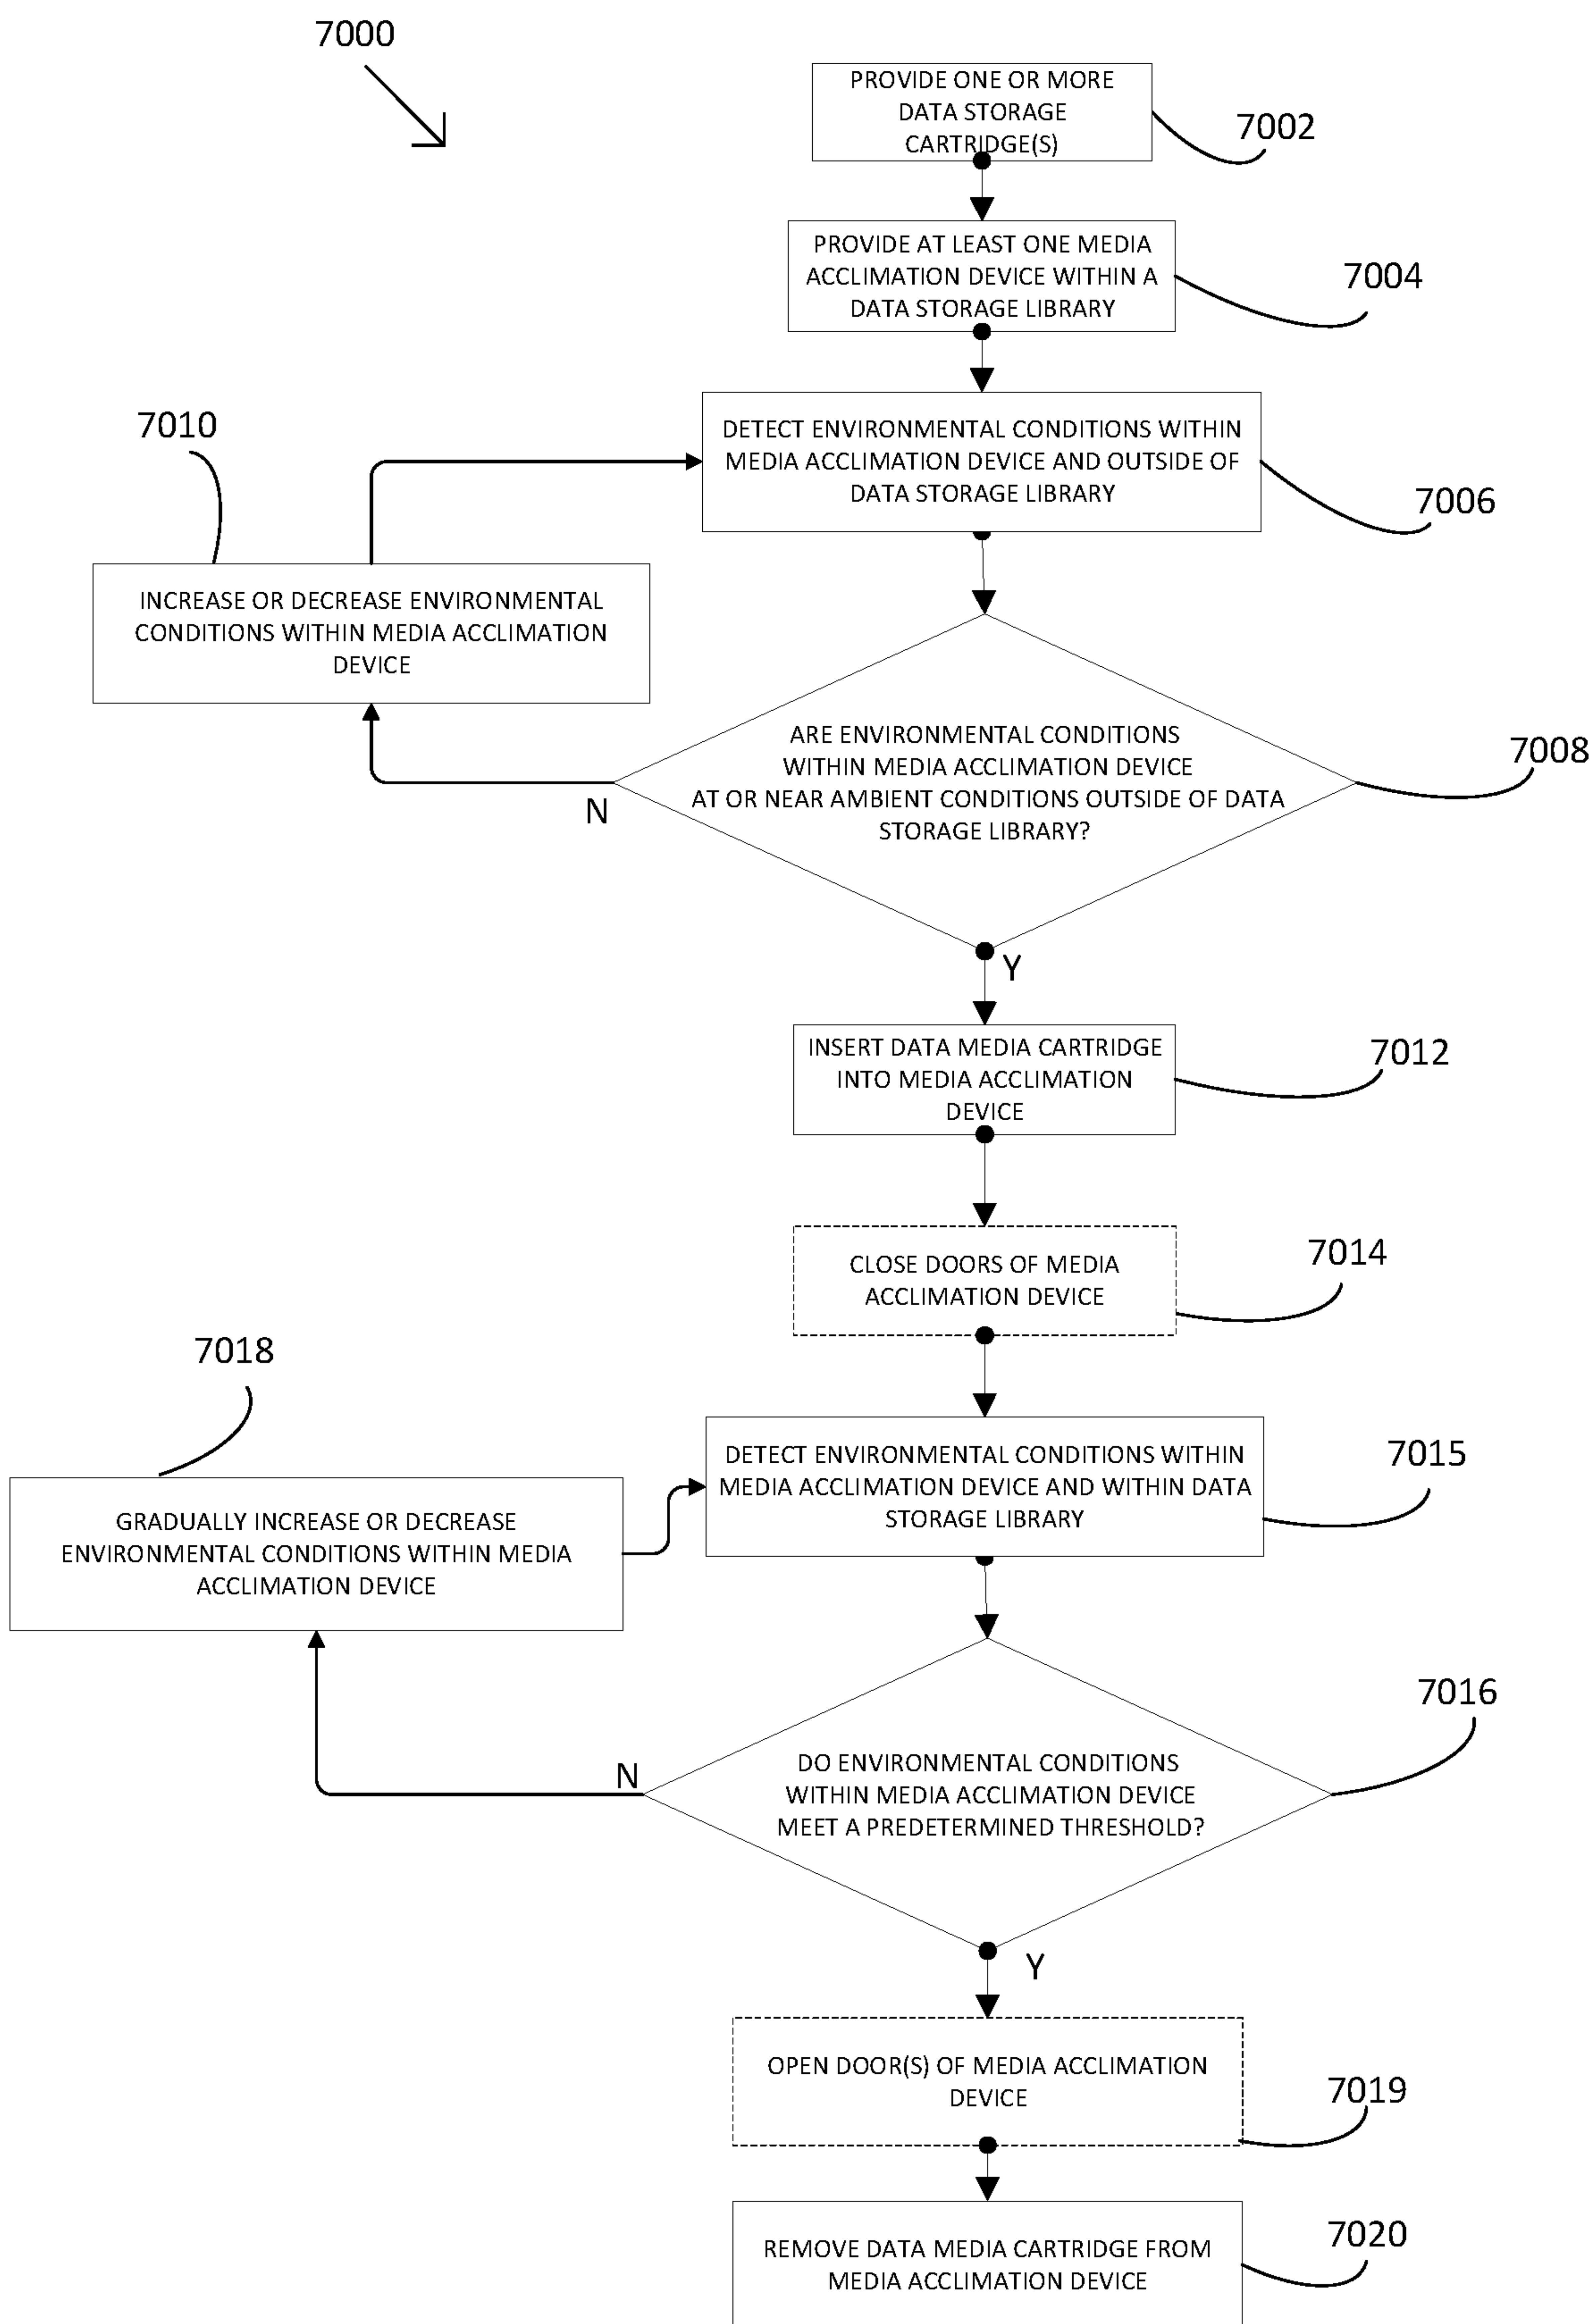 7000
PROVIDE ONE OR MORE
DATA STORAGE
CARTRIDGE(S)
7002
PROVIDE AT LEAST ONE MEDIA
ACCLIMATION DEVICE WITHIN A
DATA STORAGE LIBRARY
7004
DETECT ENVIRONMENTAL CONDITIONS WITHIN
MEDIA ACCLIMATION DEVICE AND OUTSIDE OF
DATA STORAGE LIBRARY
7006
7010
INCREASE OR DECREASE ENVIRONMENTAL
CONDITIONS WITHIN MEDIA ACCLIMATION
DEVICE
ARE ENVIRONMENTAL CONDITIONS
WITHIN MEDIA ACCLIMATION DEVICE
AT OR NEAR AMBIENT CONDITIONS OUTSIDE OF DATA
STORAGE LIBRARY?
7008
N
Y
INSERT DATA MEDIA CARTRIDGE
INTO MEDIA ACCLIMATION
DEVICE
7012
CLOSE DOORS OF MEDIA
ACCLIMATION DEVICE
7014
DETECT ENVIRONMENTAL CONDITIONS WITHIN
MEDIA ACCLIMATION DEVICE AND WITHIN DATA
STORAGE LIBRARY
7015
7018
GRADUALLY INCREASE OR DECREASE
ENVIRONMENTAL CONDITIONS WITHIN MEDIA
ACCLIMATION DEVICE
DO ENVIRONMENTAL CONDITIONS
WITHIN MEDIA ACCLIMATION DEVICE
MEET A PREDETERMINED THRESHOLD?
7016
N
Y
OPEN DOOR(S) OF MEDIA ACCLIMATION
DEVICE
7019
REMOVE DATA MEDIA CARTRIDGE FROM
MEDIA ACCLIMATION DEVICE
7020